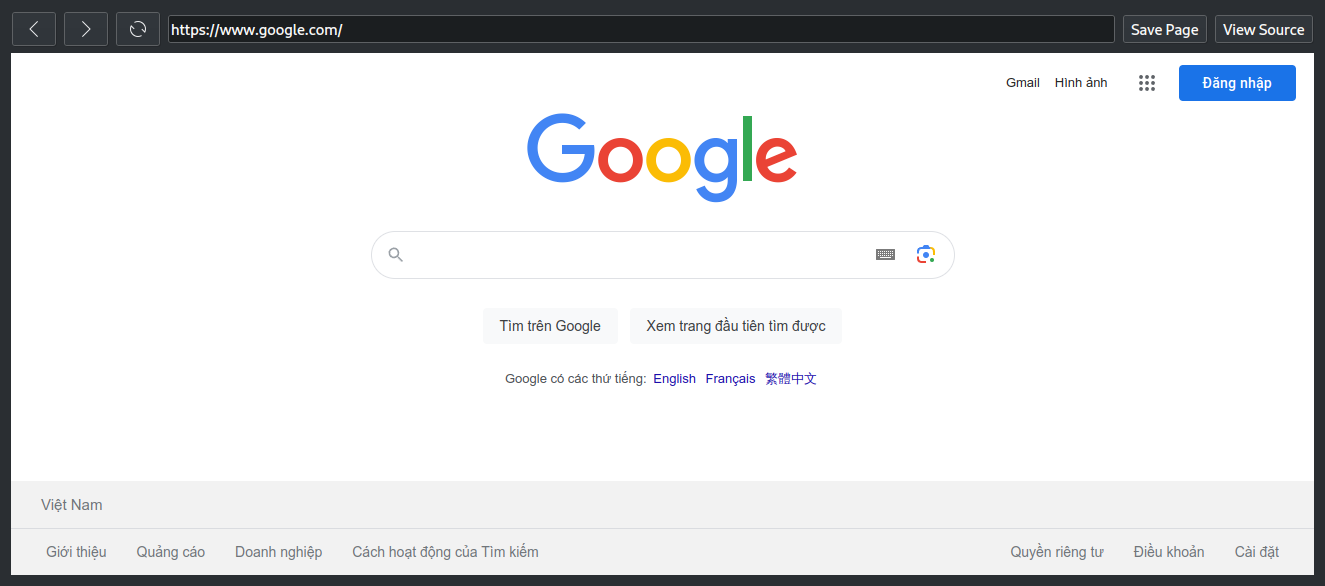 https://www.google.com/ Save Page View Source
Gmail Hình ảnh Đăng nhập
Google
Tìm trên Google Xem trang đầu tiên tìm được
Google có các thứ tiếng: English Français 繁體中文
Việt Nam
Giới thiệu Quảng cáo Doanh nghiệp Cách hoạt động của Tìm kiếm Quyền riêng tư Điều khoản Cài đặt